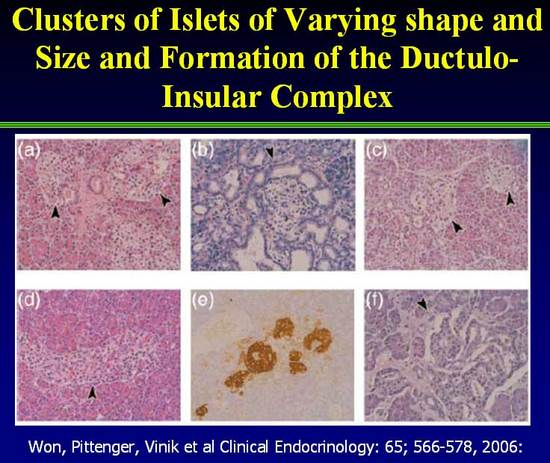 Clusters of Islets of Varying shape and
Size and Formation of the Ductulo-
Insular Complex
(a)
(b)
(c)
(d)
(e)
(f)
Won, Pittenger, Vinik et al Clinical Endocrinology: 65; 566-578, 2006: